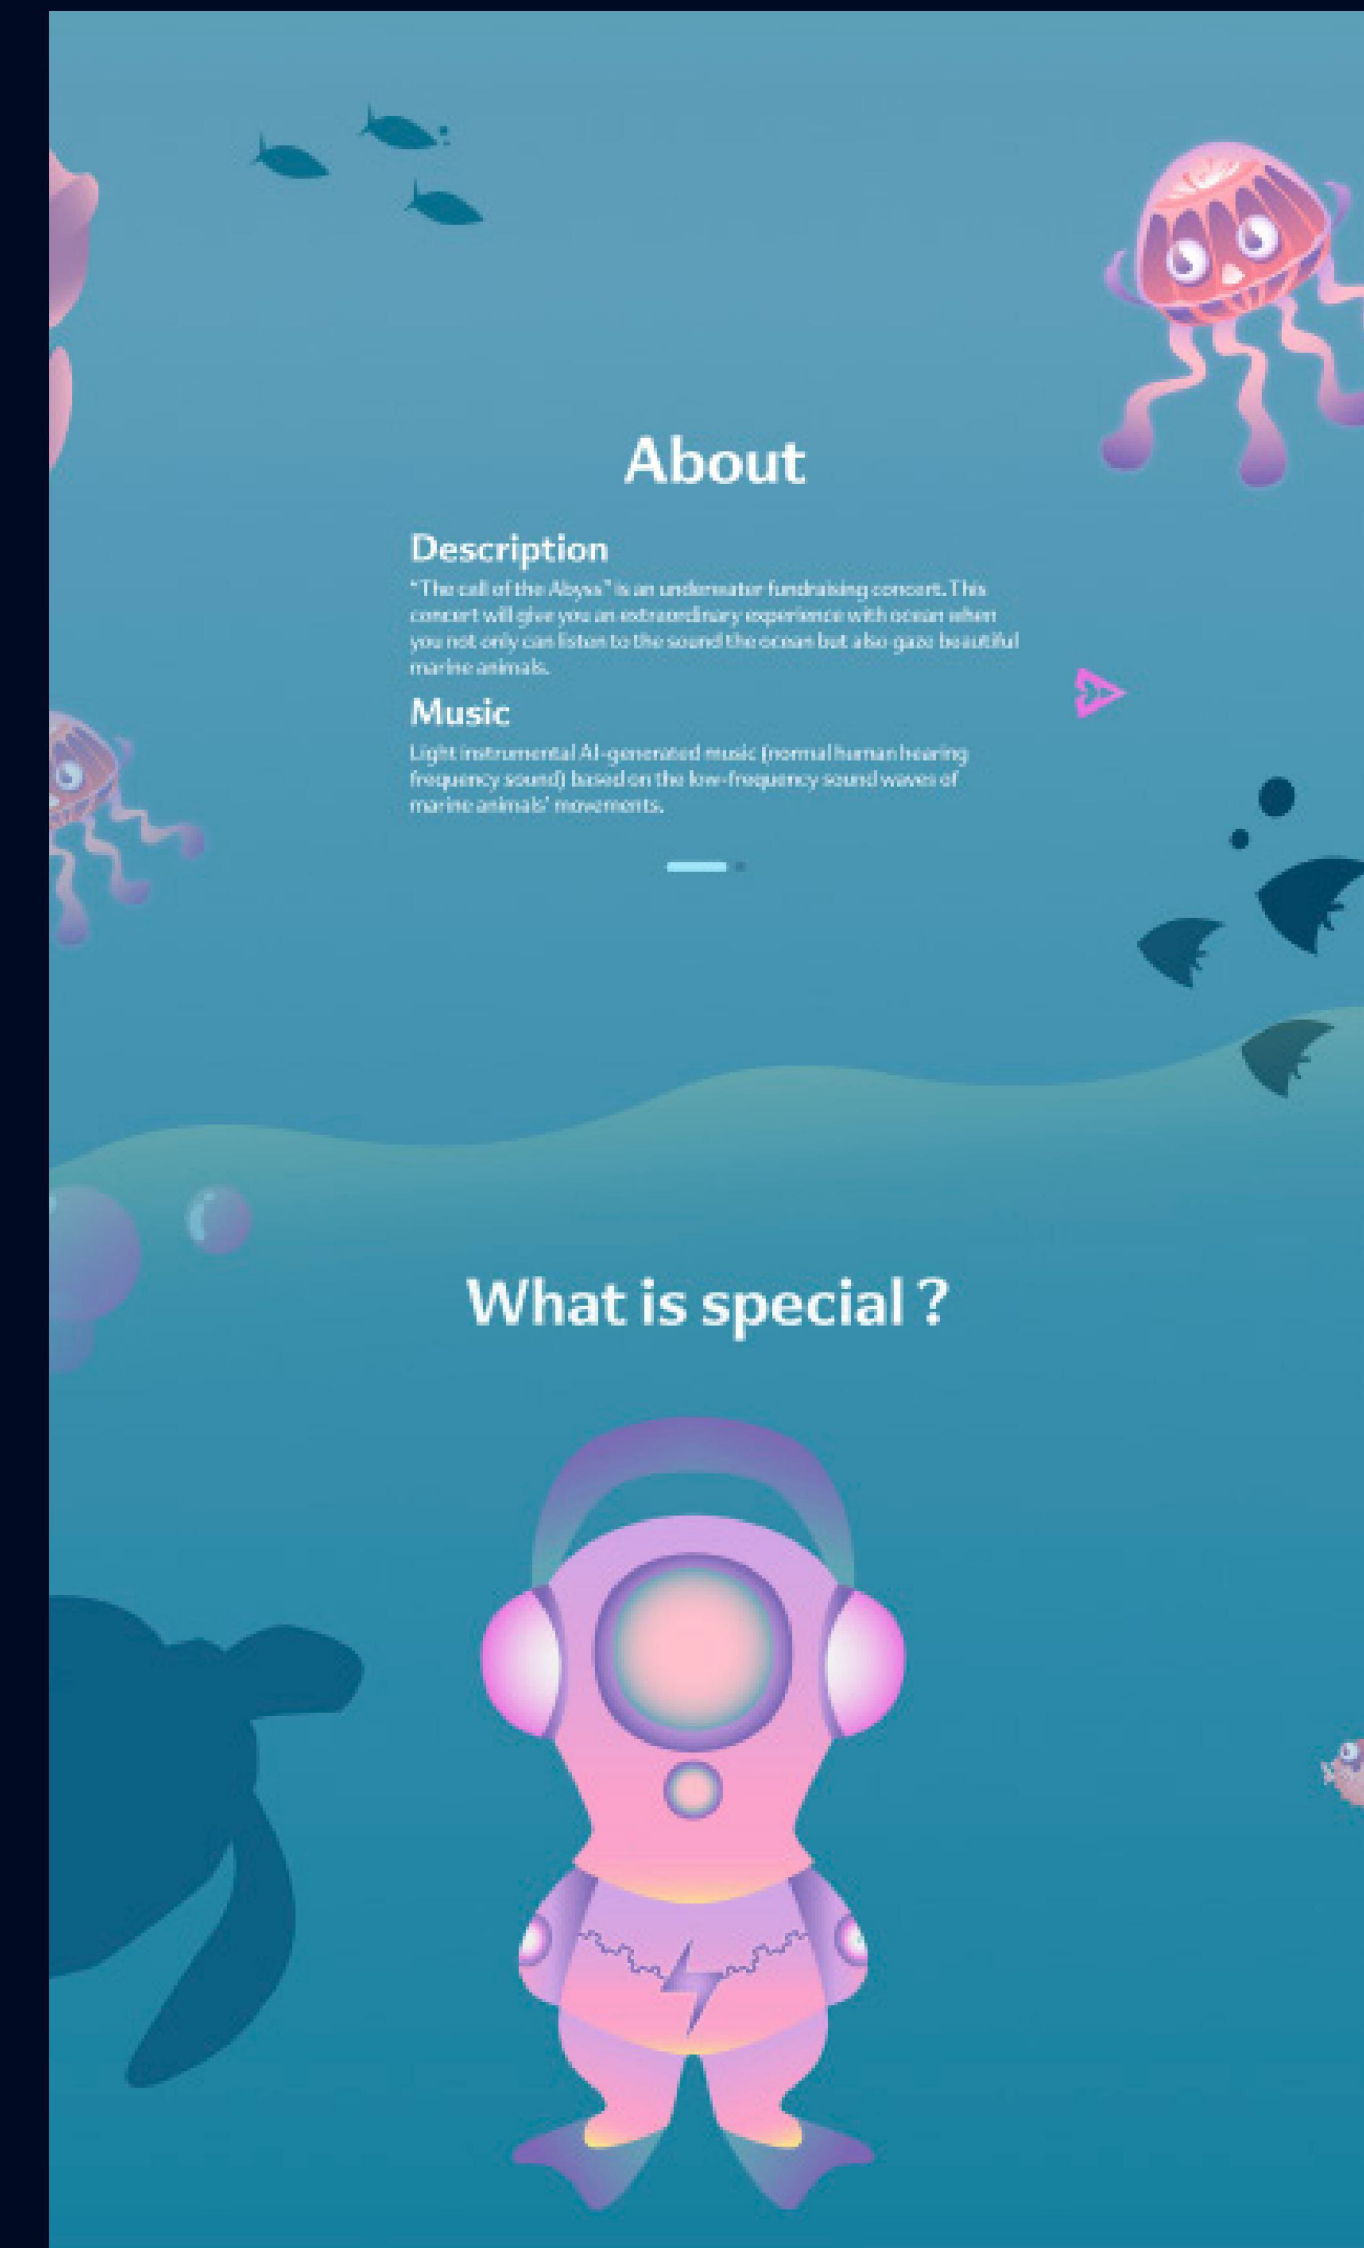 About
Description
"The call of the Abyss" is an underwater fundraising concert. This
concert will give you an extraordinary experience with ocean when
you not only can listen to the sound the ocean but also gaze beautiful
marine animals.
Music
Light instrumental AI-generated music (normal human hearing
frequency sound) based on the low-frequency sound waves of
marine animals' movements.
What is special ?